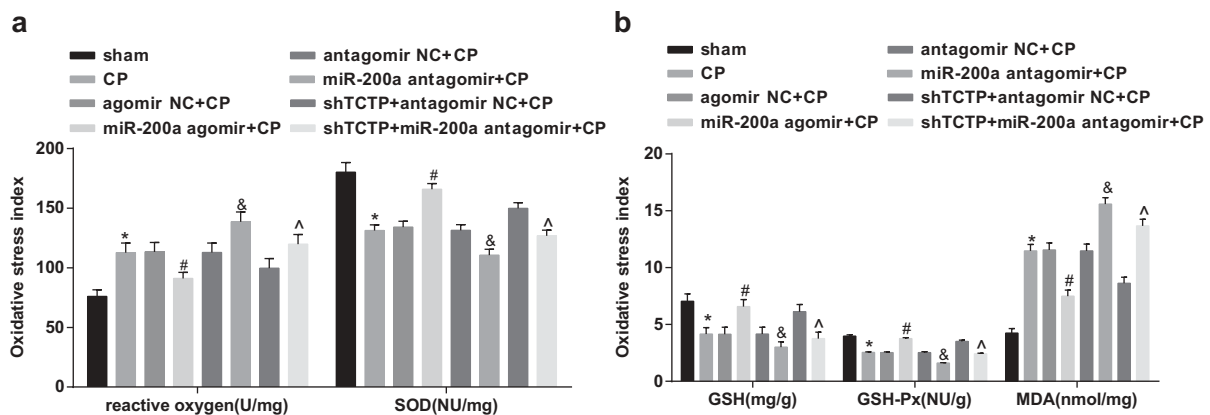 a
sham
CP
agomir NC+CP
miR-200a agomir+CP
antagomir NC+CP
miR-200a antagomir+CP
shTCTP+antagomir NC+CP
shTCTP+miR-200a antagomir+CP
Oxidative stress index
200
150
100
50
0
* # & ^
* # & ^
reactive oxygen(U/mg)
SOD(NU/mg)
b
sham
CP
agomir NC+CP
miR-200a agomir+CP
antagomir NC+CP
miR-200a antagomir+CP
shTCTP+antagomir NC+CP
shTCTP+miR-200a antagomir+CP
Oxidative stress index
20
15
10
5
0
* # & ^
* # & ^
* # & ^
GSH(mg/g)
GSH-Px(NU/g)
MDA(nmol/mg)